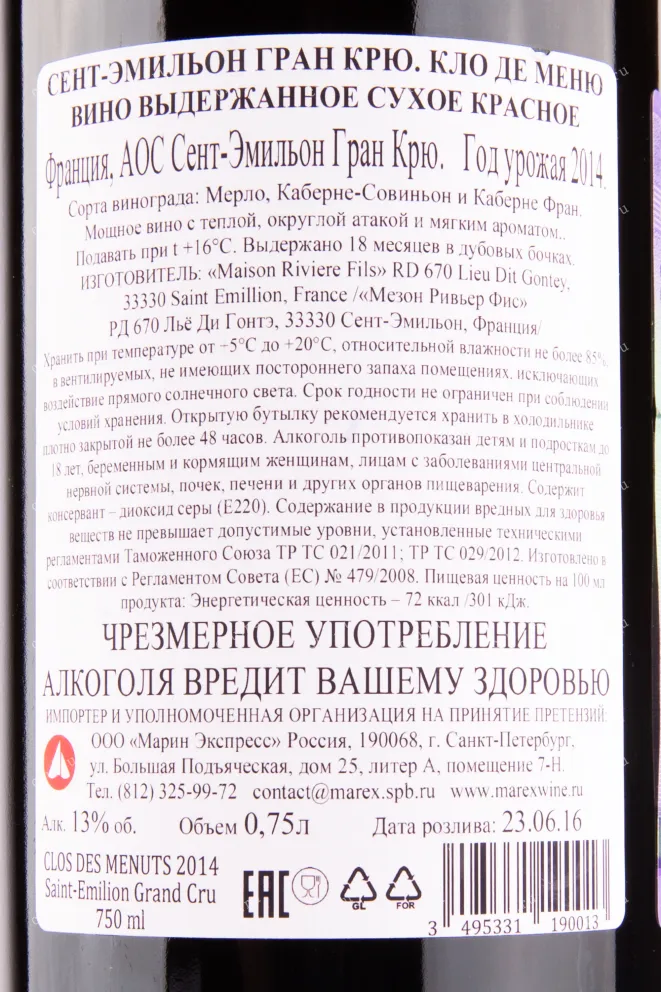 СЕНТ-ЭМИЛЬОН ГРАН КРЮ. КЛО ДЕ МЕНЮ
ВИНО ВЫДЕРЖАННОЕ СУХОЕ КРАСНОЕ
Франция, АОС Сент-Эмильон Гран Крю. Год урожая 2014.
Сорта винограда: Мерло, Каберне-Совиньон и Каберне Фран.
Мощное вино с теплой, округлой атакой и мягким ароматом..
Подавать при t +16°С. Выдержано 18 месяцев в дубовых бочках.
ИЗГОТОВИТЕЛЬ: «Maison Riviere Fils» RD 670 Lieu Dit Gontey,
33330 Saint Emillion, France /«Мезон Ривьер Фис»
РД 670 Льё Ди Гонтэ, 33330 Сент-Эмильон, Франция/
Хранить при температуре от +5°С до +20°С, относительной влажности не более 85%,
в вентилируемых, не имеющих постороннего запаха помещениях, исключающих
воздействие прямого солнечного света. Срок годности не ограничен при соблюдении
условий хранения. Открытую бутылку рекомендуется хранить в холодильнике
плотно закрытой не более 48 часов. Алкоголь противопоказан детям и подросткам до
18 лет, беременным и кормящим женщинам, лицам с заболеваниями центральной
нервной системы, почек, печени и других органов пищеварения. Содержит
консервант – диоксид серы (Е220). Содержание в продукции вредных для здоровья
веществ не превышает допустимые уровни, установленные техническими
регламентами Таможенного Союза ТР ТС 021/2011; ТР ТС 029/2012. Изготовлено в
соответствии с Регламентом Совета (ЕС) № 479/2008. Пищевая ценность на 100 мл
продукта: Энергетическая ценность – 72 ккал /301 кДж.
ЧРЕЗМЕРНОЕ УПОТРЕБЛЕНИЕ
АЛКОГОЛЯ ВРЕДИТ ВАШЕМУ ЗДОРОВЬЮ
ИМПОРТЕР И УПОЛНОМОЧЕННАЯ ОРГАНИЗАЦИЯ НА ПРИНЯТИЕ ПРЕТЕНЗИЙ:
ООО «Марин Экспресс» Россия, 190068, г. Санкт-Петербург,
ул. Большая Подъяческая, дом 25, литер А, помещение 7-Н.
Тел. (812) 325-99-72 contact@marex.spb.ru www.marexwine.ru
Алк. 13% об. Объем 0,75л Дата розлива: 23.06.16
CLOS DES MENUTS 2014
Saint-Emilion Grand Cru
750 ml
EAC
GL
FOR
3 495331 190013